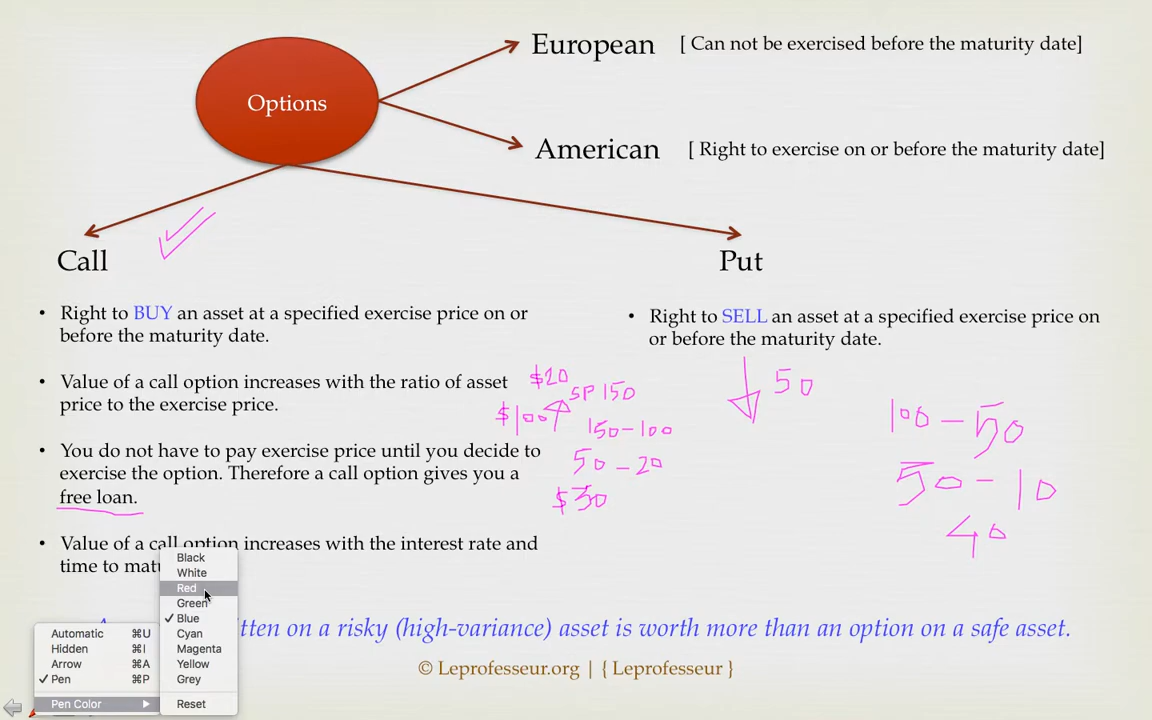 European [ Can not be exercised before the maturity date]
Options
American [ Right to exercise on or before the maturity date]
Call
Put
• Right to BUY an asset at a specified exercise price on or
before the maturity date.
• Right to SELL an asset at a specified exercise price on
or before the maturity date.
• Value of a call option increases with the ratio of asset
price to the exercise price.
$20
SP 150
$100
150-100
50 - 20
$30
50
100 - 50
50 - 10
40
• You do not have to pay exercise price until you decide to
exercise the option. Therefore a call option gives you a
free loan.
• Value of a call option increases with the interest rate and
time to
Black
White
Red
Green
✓ Blue
Cyan
Magenta
Yellow
Grey
Reset
Automatic ⌘U
Hidden ⌘I
Arrow ⌘A
✓ Pen ⌘P
Pen Color
on a risky (high-variance) asset is worth more than an option on a safe asset.
© Leprofesseur.org | { Leprofesseur }